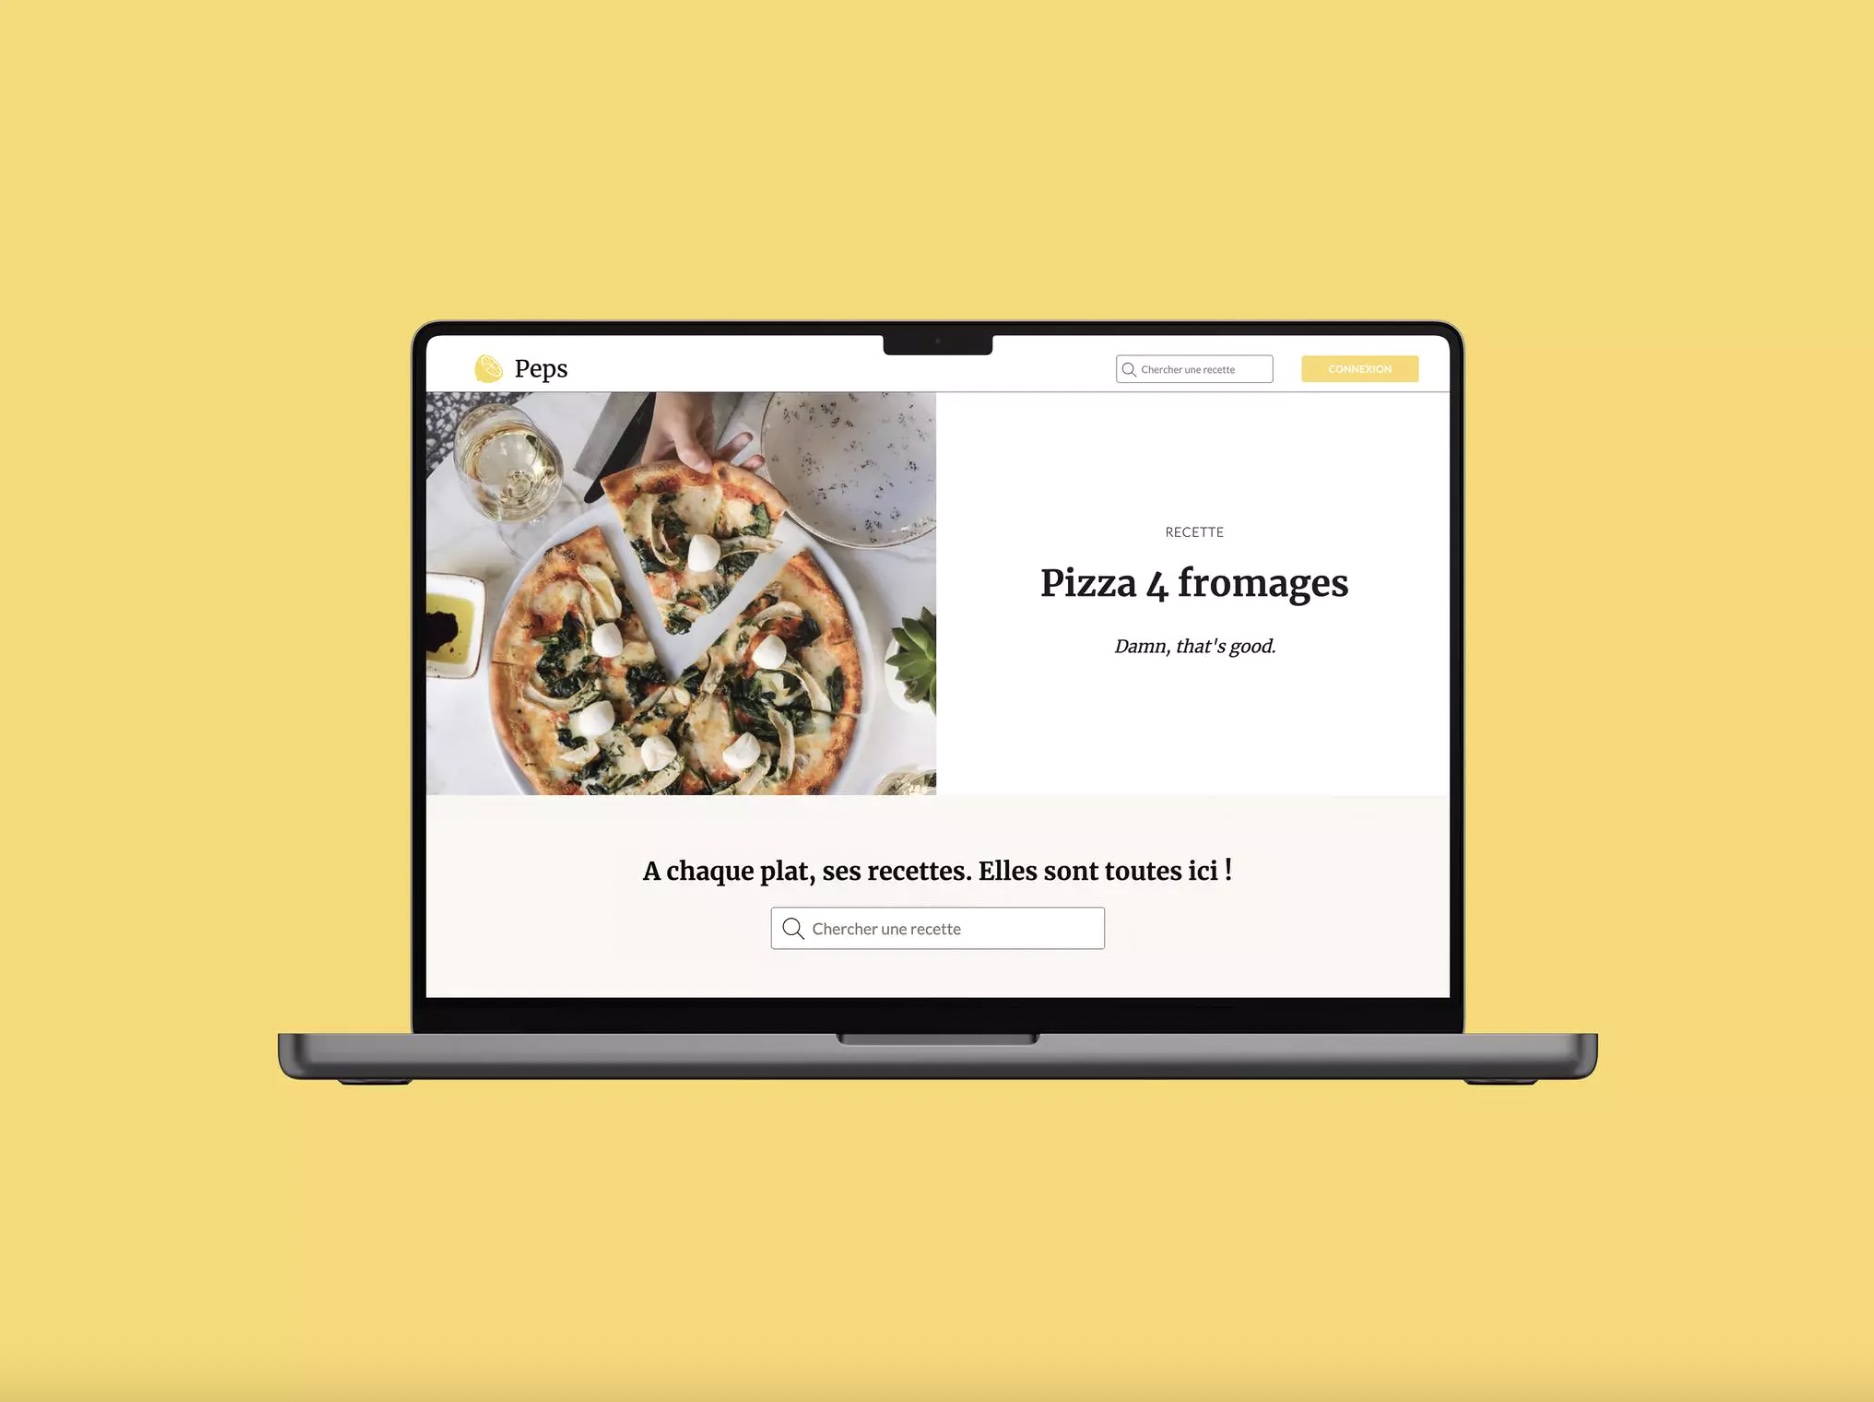 Peps
Chercher une recette
CONNEXION
RECETTE
Pizza 4 fromages
Damn, that's good.
A chaque plat, ses recettes. Elles sont toutes ici !
Chercher une recette